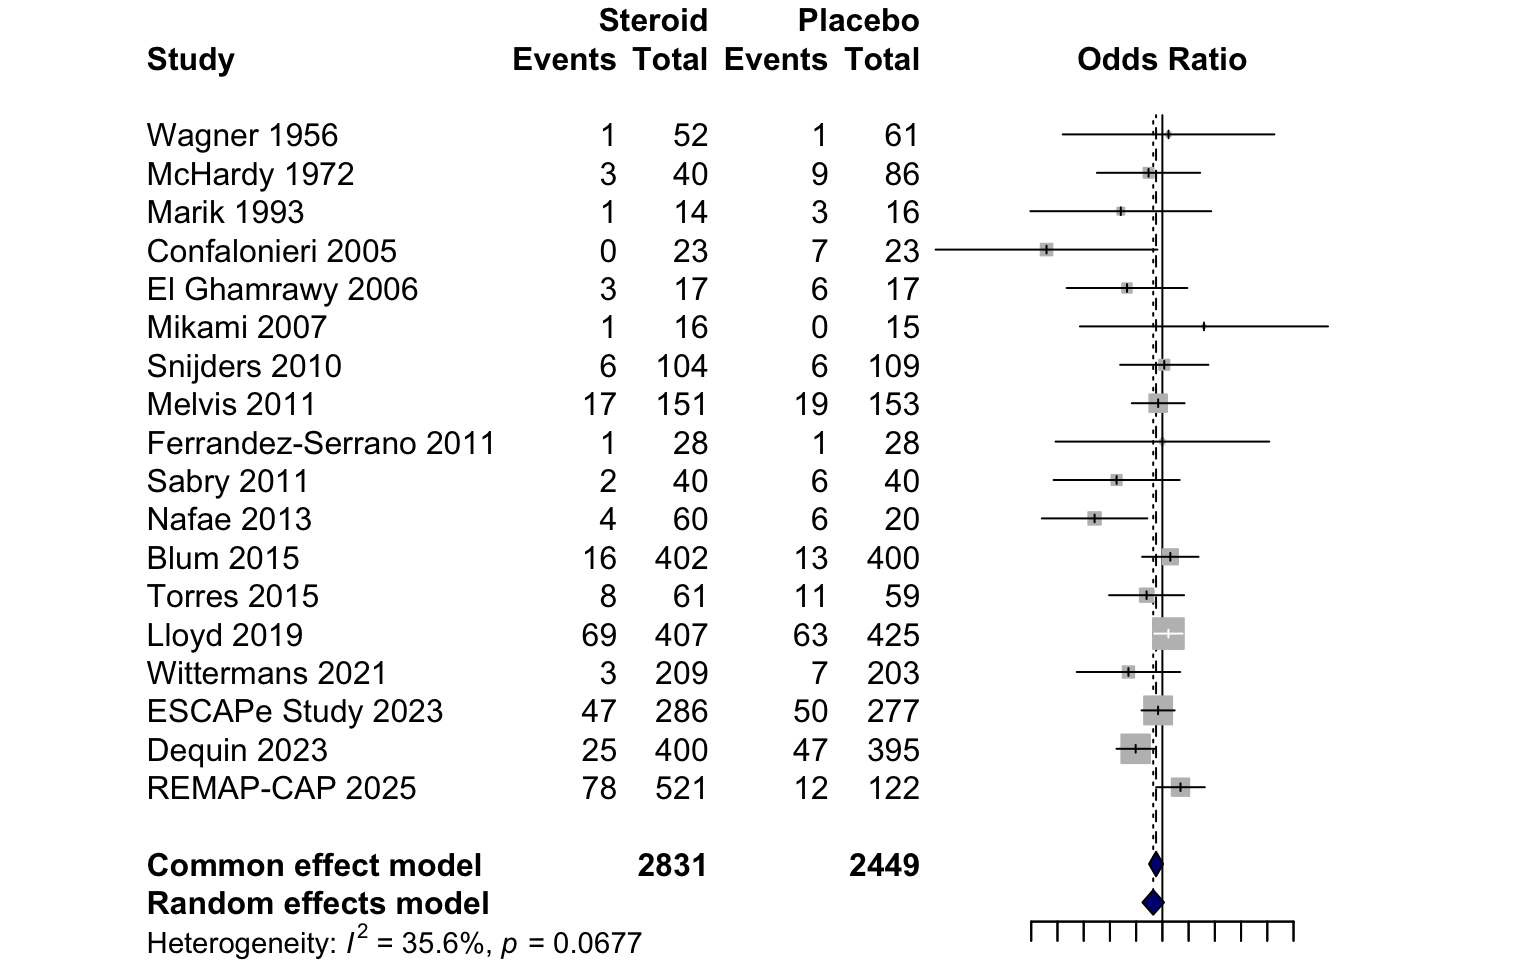 Steroid Placebo
Study Events Total Events Total Odds Ratio
Wagner 1956 1 52 1 61
McHardy 1972 3 40 9 86
Marik 1993 1 14 3 16
Confalonieri 2005 0 23 7 23
El Ghamrawy 2006 3 17 6 17
Mikami 2007 1 16 0 15
Snijders 2010 6 104 6 109
Melvis 2011 17 151 19 153
Ferrandez-Serrano 2011 1 28 1 28
Sabry 2011 2 40 6 40
Nafae 2013 4 60 6 20
Blum 2015 16 402 13 400
Torres 2015 8 61 11 59
Lloyd 2019 69 407 63 425
Wittermans 2021 3 209 7 203
ESCAPe Study 2023 47 286 50 277
Dequin 2023 25 400 47 395
REMAP-CAP 2025 78 521 12 122
Common effect model 2831 2449
Random effects model
Heterogeneity: I² = 35.6%, p = 0.0677